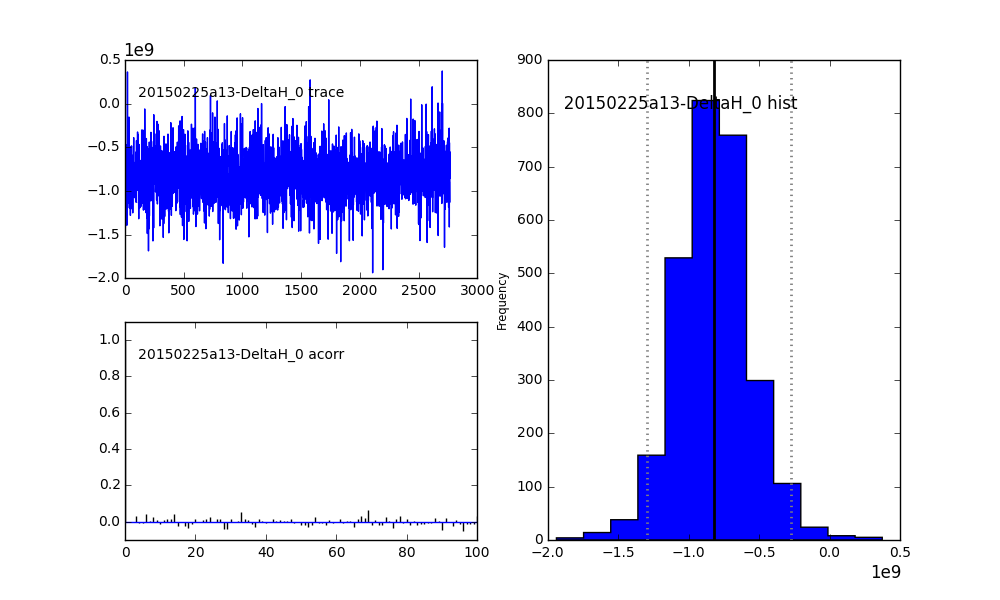 1e9
0.5
0.0
−0.5
−1.0
−1.5
−2.0
20150225a13-DeltaH_0 trace
0 500 1000 1500 2000 2500 3000
1.0
0.8
0.6
0.4
0.2
0.0
20150225a13-DeltaH_0 acorr
0 20 40 60 80 100
900
800
700
600
500
400
300
200
100
0
Frequency
20150225a13-DeltaH_0 hist
−2.0 −1.5 −1.0 −0.5 0.0 0.5
1e9